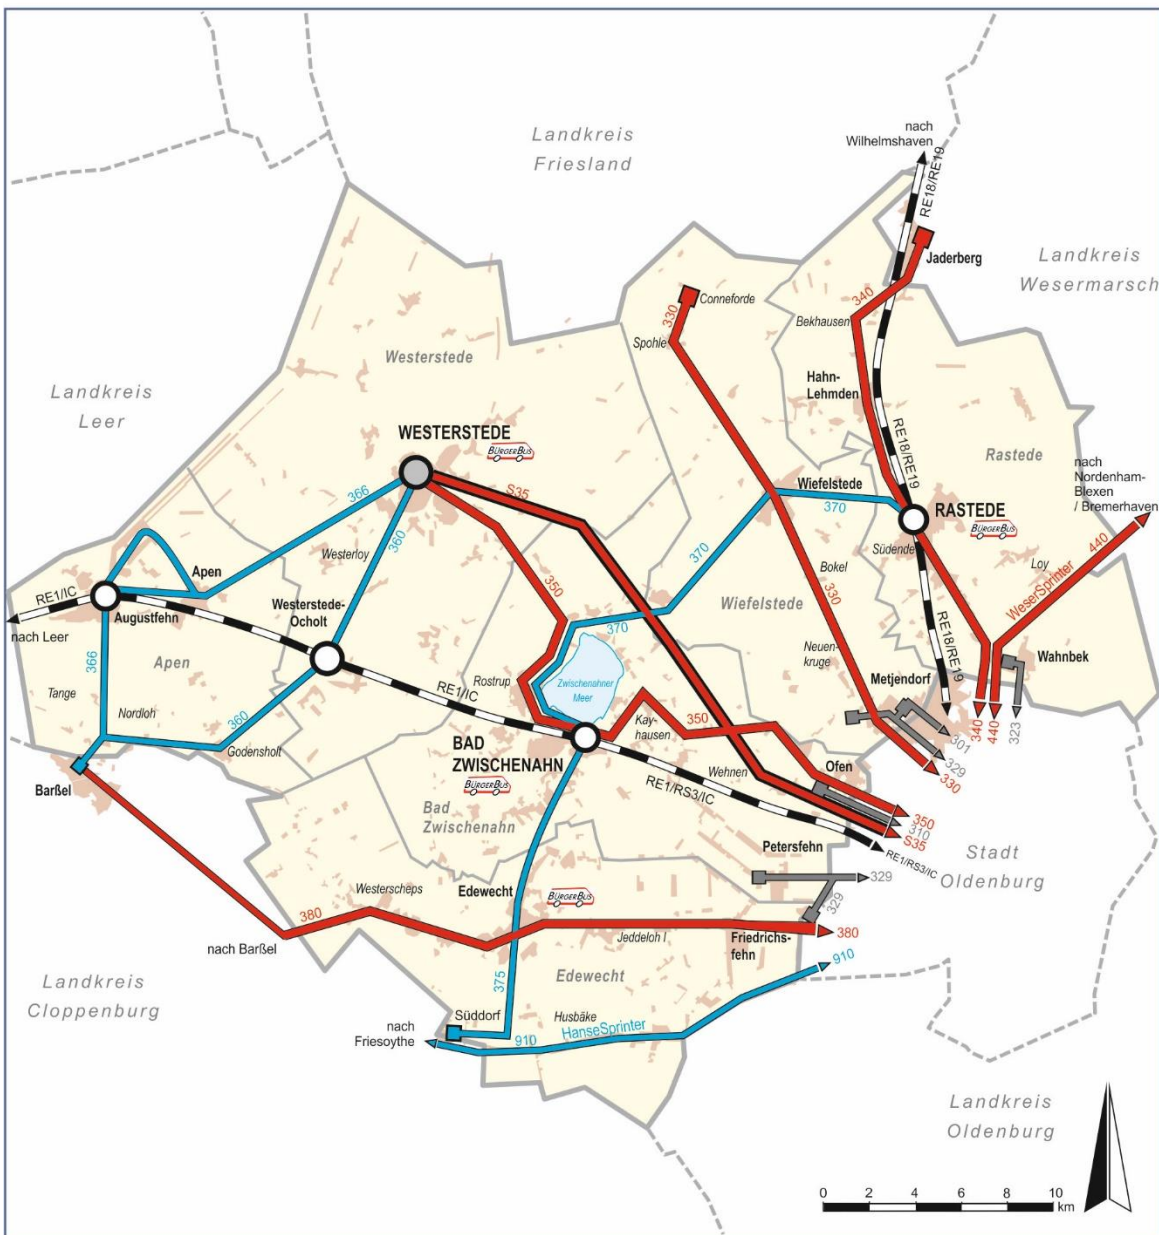 Landkreis
Friesland
nach
Wilhelmshaven
RE18/RE19
Jaderberg
Landkreis
Wesermarsch
Conneforde
330
Spohle
340
Bekhausen
Hahn-
Lehmden
RE18/RE19
Rastede
Westerstede
Landkreis
Leer
WESTERSTEDE
BÜRGERBUS
S35
366
360
Westerloy
350
Wiefelstede
370
370
RASTEDE
BÜRGERBUS
Südende
nach
Nordenham-
Blexen
/ Bremerhaven
440
WeserSprinter
Loy
Wahnbek
RE18/RE19
Bokel
330
Wiefelstede
Neuen-
kruge
Metjendorf
301
329
330
340
440
323
Apen
RE1/IC
nach Leer
Augustfehn
Westerstede-
Ocholt
366
Apen
Tange
Nordloh
360
Godensholt
Barßel
RE1/IC
370
Rostrup
Zwischenahner
Meer
Kay-
hausen
350
BAD
ZWISCHENAHN
BÜRGERBUS
Bad
Zwischenahn
RE1/RS3/IC
Wehnen
Ofen
350
310
S35
RE1/RS3/IC
Stadt
Oldenburg
Petersfehn
329
329
Edewecht
BÜRGERBUS
Westerscheps
380
nach Barßel
Jeddeloh I
Friedrichs-
fehn
380
910
Edewecht
375
Süddorf
Husbäke
HanseSprinter
910
nach
Friesoythe
Landkreis
Cloppenburg
Landkreis
Oldenburg
0 2 4 6 8 10
km